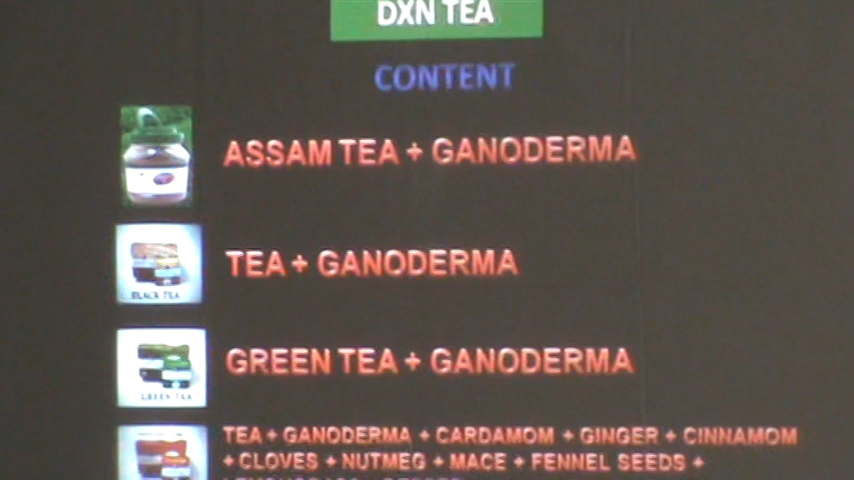 DXN TEA
CONTENT
ASSAM TEA + GANODERMA
TEA + GANODERMA
BLACK TEA
GREEN TEA + GANODERMA
GREEN TEA
TEA + GANODERMA + CARDAMOM + GINGER + CINNAMOM
+ CLOVES + NUTMEG + MACE + FENNEL SEEDS +